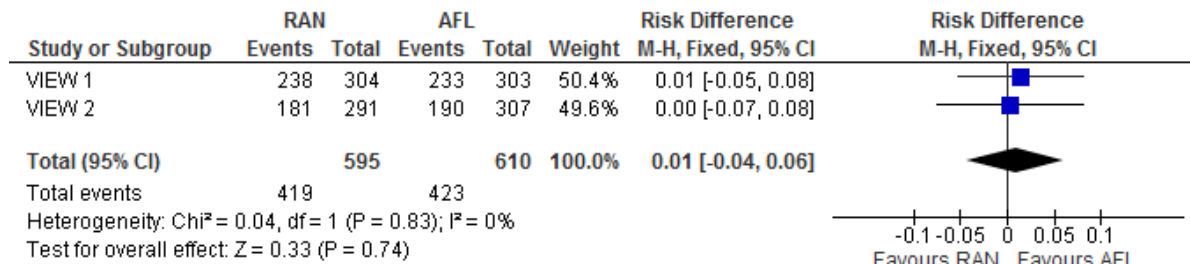 RAN AFL Risk Difference Risk Difference
Study or Subgroup Events Total Events Total Weight M-H, Fixed, 95% CI M-H, Fixed, 95% CI
VIEW 1 238 304 233 303 50.4% 0.01 [-0.05, 0.08]
VIEW 2 181 291 190 307 49.6% 0.00 [-0.07, 0.08]
Total (95% CI) 595 610 100.0% 0.01 [-0.04, 0.06]
Total events 419 423
Heterogeneity: Chi² = 0.04, df = 1 (P = 0.83); I² = 0%
Test for overall effect: Z = 0.33 (P = 0.74)
-0.1 -0.05 0 0.05 0.1
Favours RAN Favours AFL